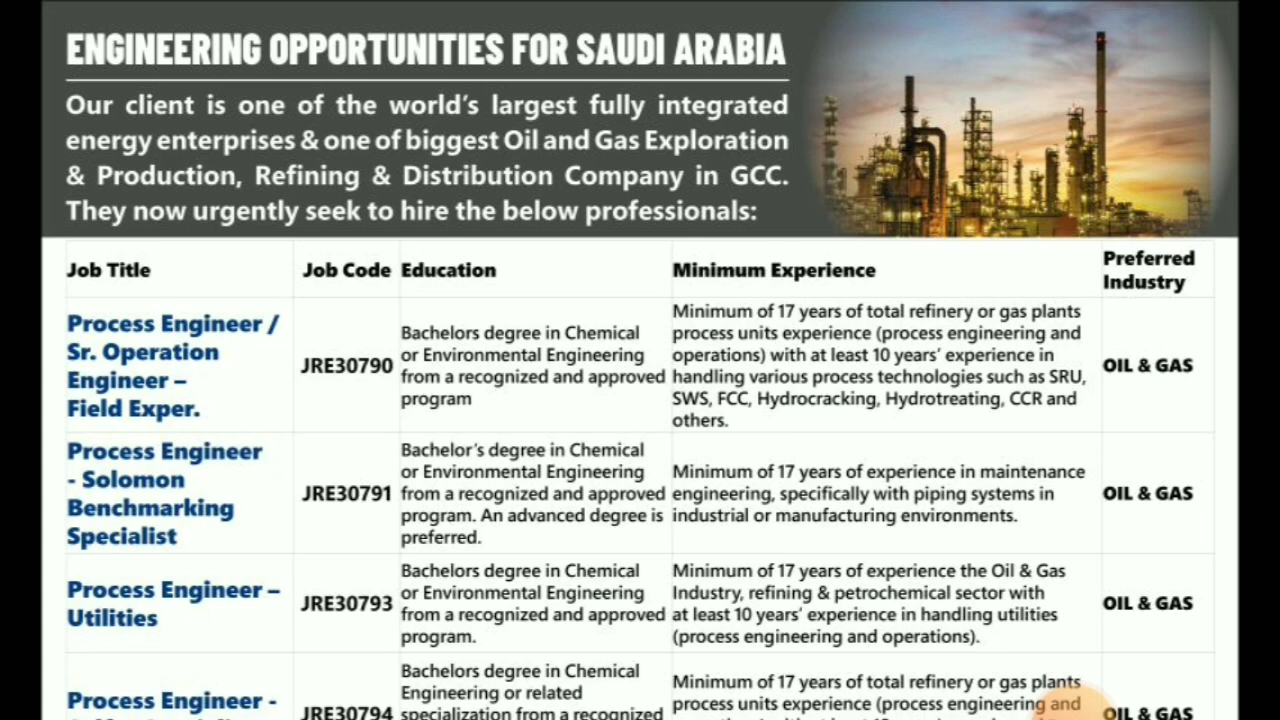 ENGINEERING OPPORTUNITIES FOR SAUDI ARABIA
Our client is one of the world's largest fully integrated
energy enterprises & one of biggest Oil and Gas Exploration
& Production, Refining & Distribution Company in GCC.
They now urgently seek to hire the below professionals:
Job Title
Job Code
Education
Minimum Experience
Preferred
Industry
Process Engineer /
Sr. Operation
Engineer –
Field Exper.
JRE30790
Bachelors degree in Chemical
or Environmental Engineering
from a recognized and approved
program
Minimum of 17 years of total refinery or gas plants
process units experience (process engineering and
operations) with at least 10 years' experience in
handling various process technologies such as SRU,
SWS, FCC, Hydrocracking, Hydrotreating, CCR and
others.
OIL & GAS
Process Engineer
- Solomon
Benchmarking
Specialist
JRE30791
Bachelor's degree in Chemical
or Environmental Engineering
from a recognized and approved
program. An advanced degree is
preferred.
Minimum of 17 years of experience in maintenance
engineering, specifically with piping systems in
industrial or manufacturing environments.
OIL & GAS
Process Engineer –
Utilities
JRE30793
Bachelors degree in Chemical
or Environmental Engineering
from a recognized and approved
program.
Minimum of 17 years of experience the Oil & Gas
Industry, refining & petrochemical sector with
at least 10 years' experience in handling utilities
(process engineering and operations).
OIL & GAS
Process Engineer -
JRE30794
Bachelors degree in Chemical
Engineering or related
specialization from a recognized
Minimum of 17 years of total refinery or gas plants
process units experience (process engineering and
OIL & GAS